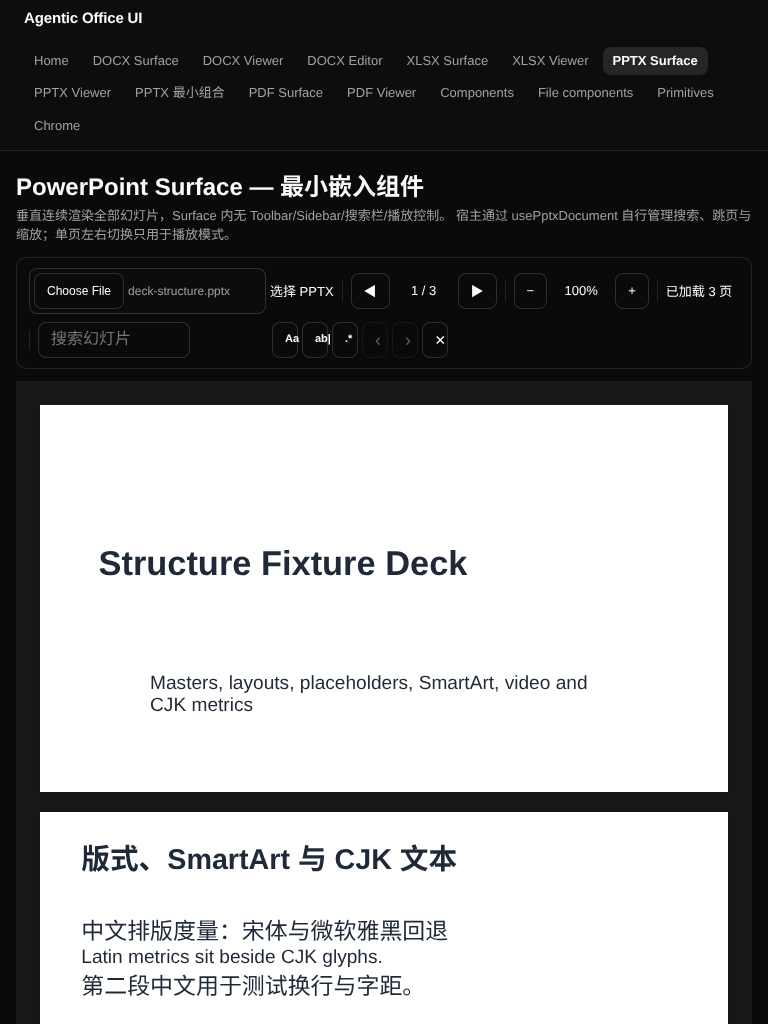 Agentic Office UI
Home DOCX Surface DOCX Viewer DOCX Editor XLSX Surface XLSX Viewer PPTX Surface
PPTX Viewer PPTX 最小组合 PDF Surface PDF Viewer Components File components Primitives
Chrome
PowerPoint Surface — 最小嵌入组件
垂直连续渲染全部幻灯片，Surface 内无 Toolbar/Sidebar/搜索栏/播放控制。 宿主通过 usePptxDocument 自行管理搜索、跳页与
缩放；单页左右切换只用于播放模式。
Choose File deck-structure.pptx 选择 PPTX ◀ 1 / 3 ▶ − 100% + 已加载 3 页
搜索幻灯片 Aa ab| .* ‹ › ✕
Structure Fixture Deck
Masters, layouts, placeholders, SmartArt, video and
CJK metrics
版式、SmartArt 与 CJK 文本
中文排版度量：宋体与微软雅黑回退
Latin metrics sit beside CJK glyphs.
第二段中文用于测试换行与字距。